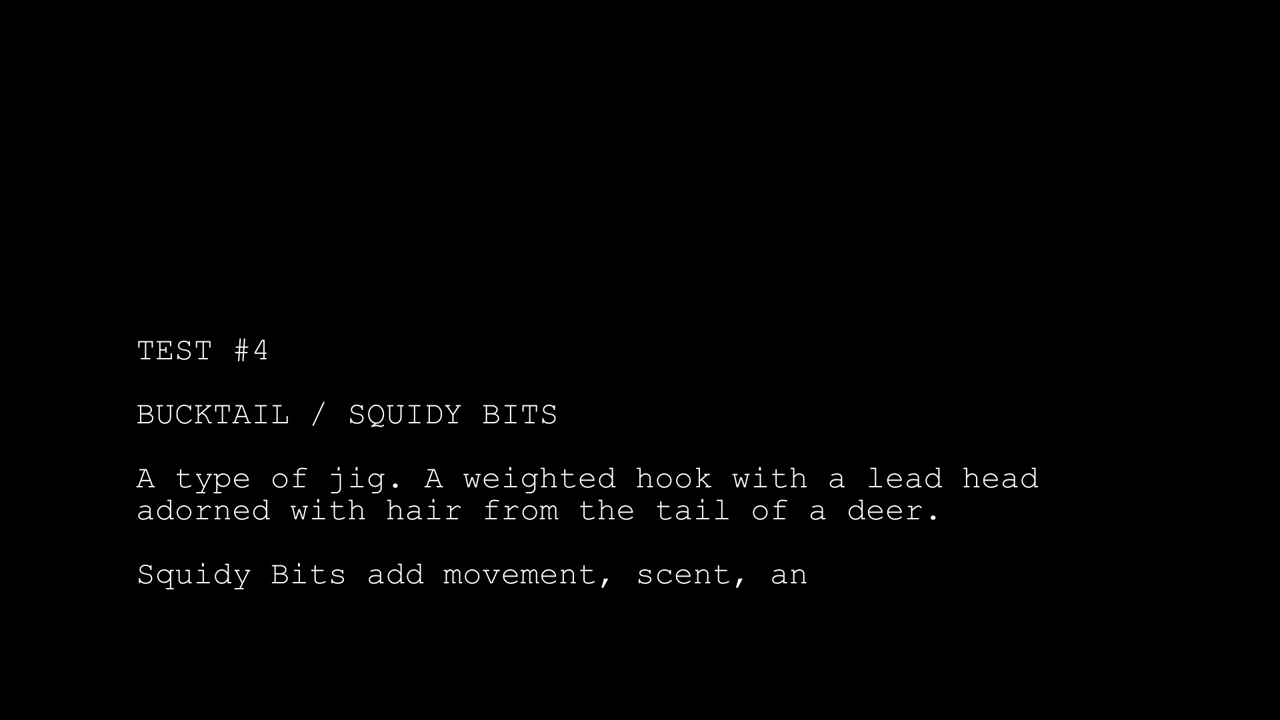 TEST #4
BUCKTAIL / SQUIDY BITS
A type of jig. A weighted hook with a lead head
adorned with hair from the tail of a deer.
Squidy Bits add movement, scent, an